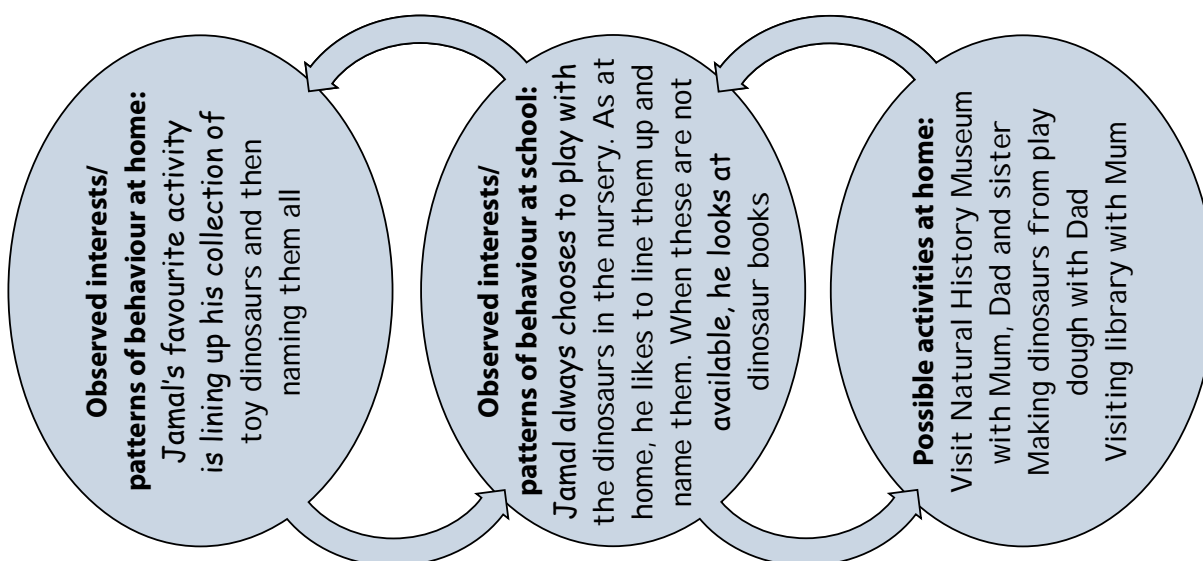 Observed interests/
patterns of behaviour at home:
Jamal's favourite activity
is lining up his collection of
toy dinosaurs and then
naming them all
Observed interests/
patterns of behaviour at school:
Jamal always chooses to play with
the dinosaurs in the nursery. As at
home, he likes to line them up and
name them. When these are not
available, he looks at
dinosaur books
Possible activities at home:
Visit Natural History Museum
with Mum, Dad and sister
Making dinosaurs from play
dough with Dad
Visiting library with Mum